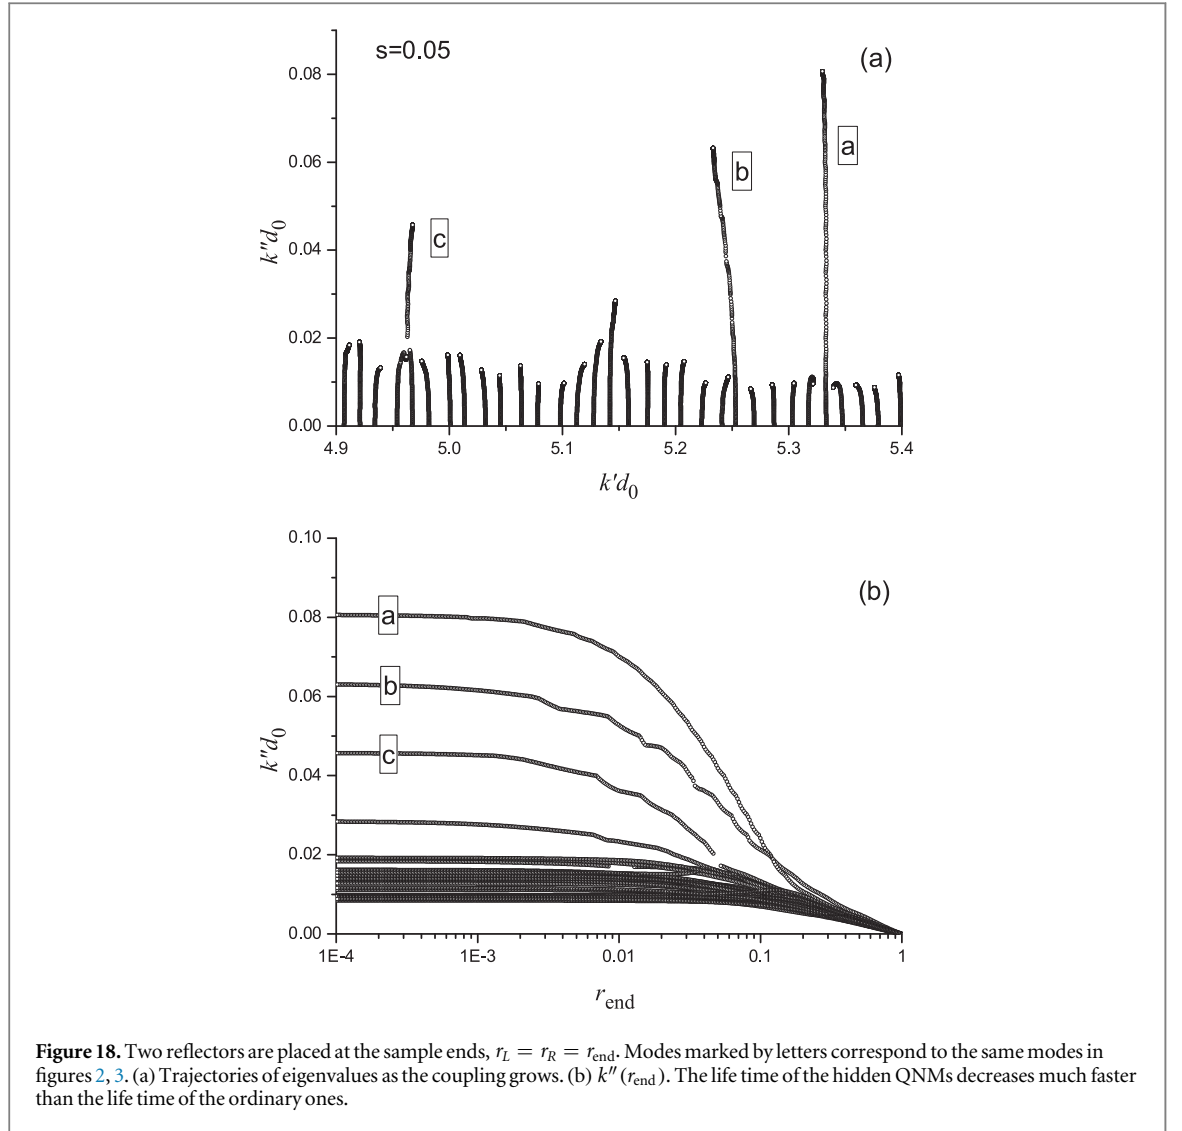 s=0.05
(a)
k''d0
0.08
0.06
0.04
0.02
0.00
a
b
c
4.9 5.0 5.1 5.2 5.3 5.4
k'd0
(b)
k''d0
0.10
0.08
0.06
0.04
0.02
0.00
a
b
c
1E-4 1E-3 0.01 0.1 1
rend
Figure 18. Two reflectors are placed at the sample ends, rL = rR = rend. Modes marked by letters correspond to the same modes in
figures 2, 3. (a) Trajectories of eigenvalues as the coupling grows. (b) k''(rend). The life time of the hidden QNMs decreases much faster
than the life time of the ordinary ones.